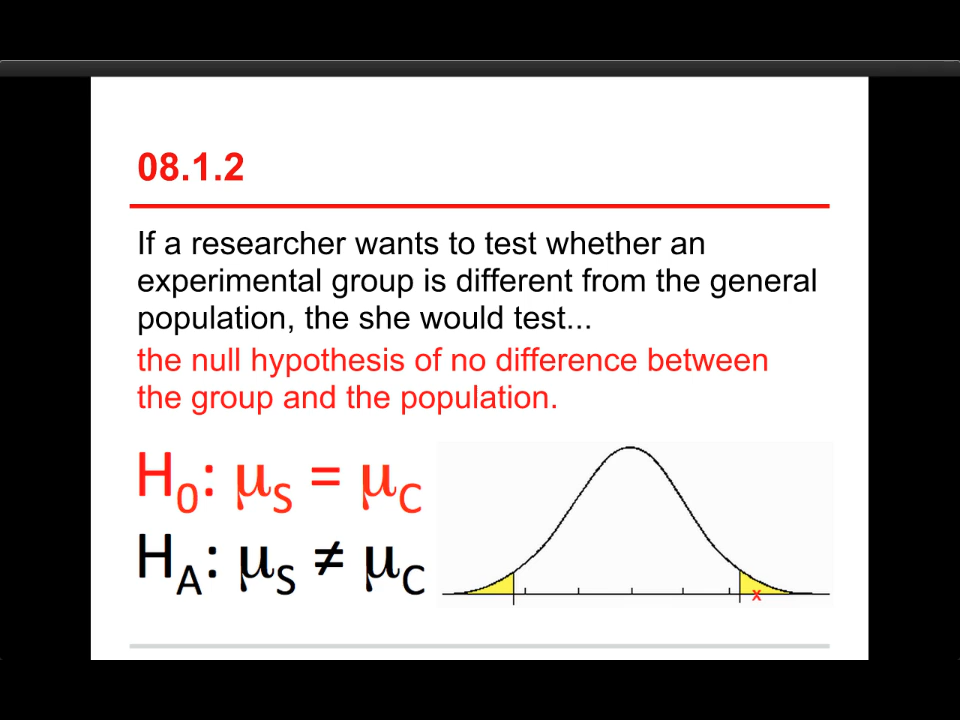 08.1.2
If a researcher wants to test whether an
experimental group is different from the general
population, the she would test...
the null hypothesis of no difference between
the group and the population.
H₀: μS = μC
HA: μS ≠ μC
x